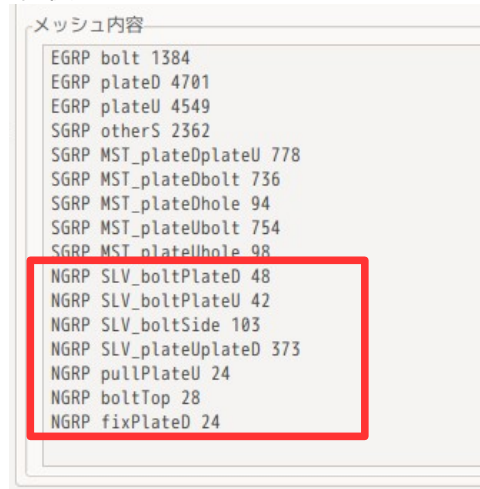 メッシュ内容
EGRP bolt 1384
EGRP plateD 4701
EGRP plateU 4549
SGRP otherS 2362
SGRP MST_plateDplateU 778
SGRP MST_plateDbolt 736
SGRP MST_plateDhole 94
SGRP MST_plateUbolt 754
SGRP MST_plateUhole 98
NGRP SLV_boltPlateD 48
NGRP SLV_boltPlateU 42
NGRP SLV_boltSide 103
NGRP SLV_plateUplateD 373
NGRP pullPlateU 24
NGRP boltTop 28
NGRP fixPlateD 24